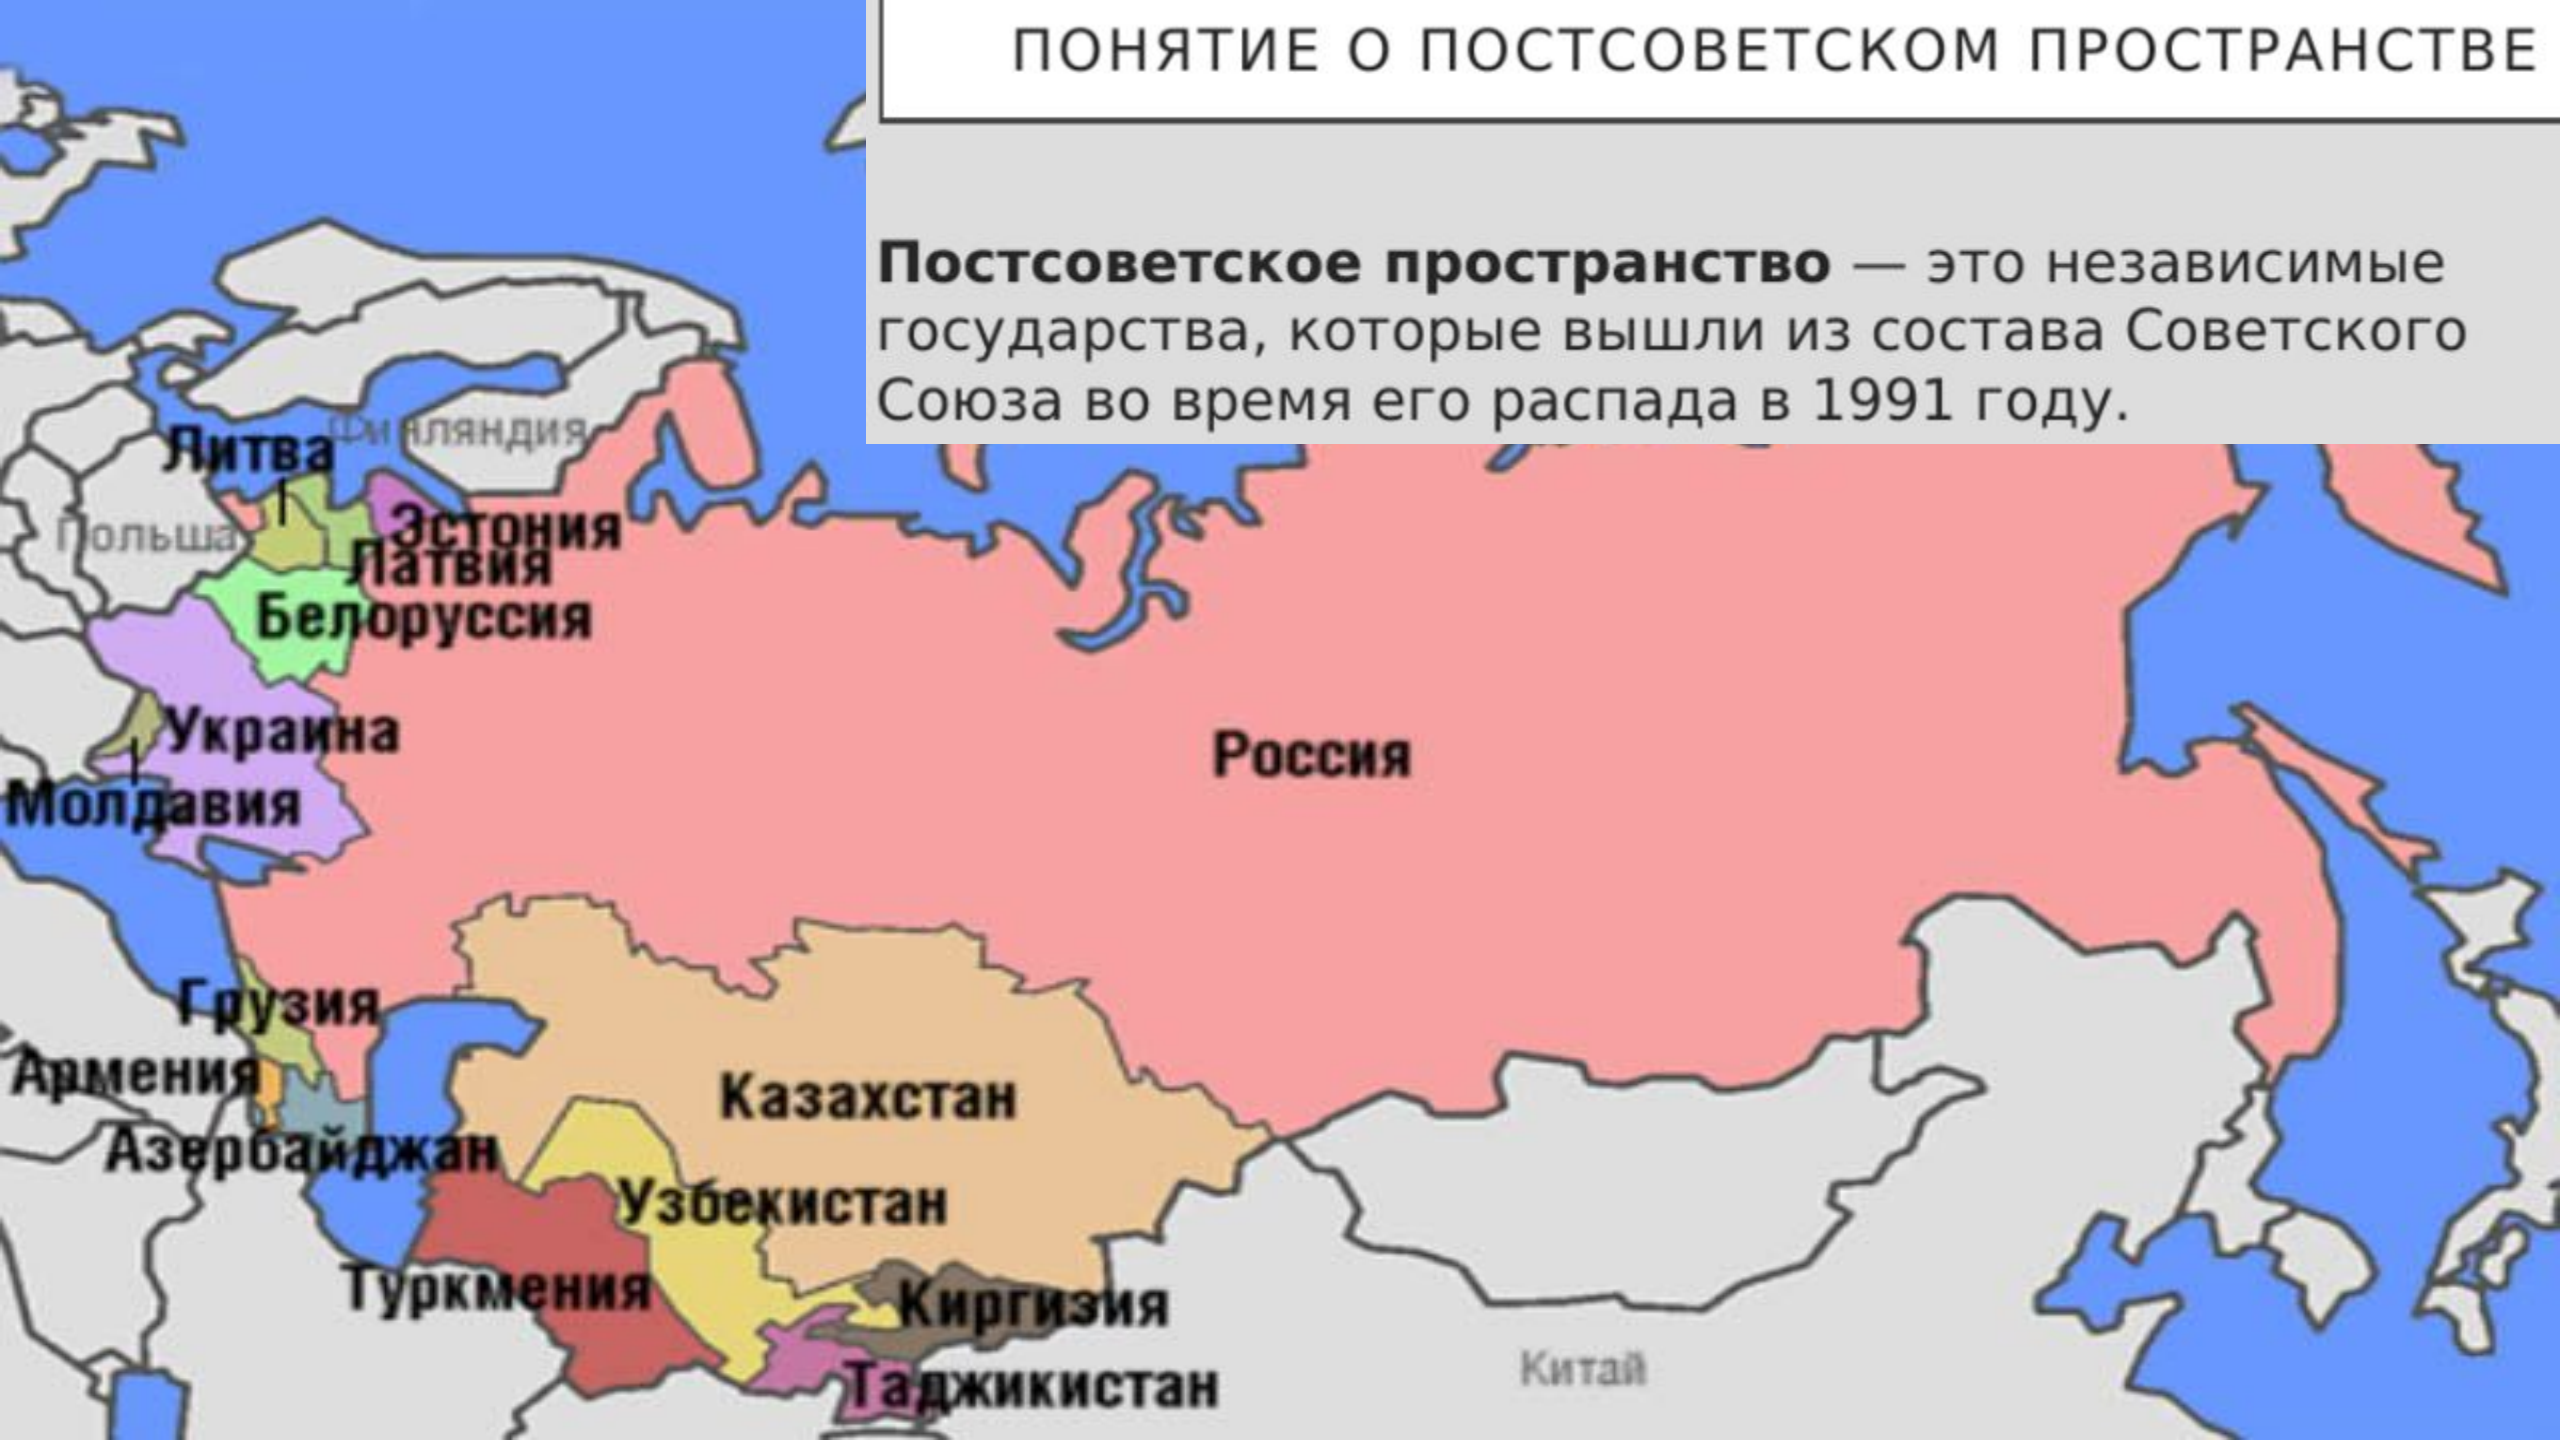 ПОНЯТИЕ О ПОСТСОВЕТСКОМ ПРОСТРАНСТВЕ
Постсоветское пространство — это независимые
государства, которые вышли из состава Советского
Союза во время его распада в 1991 году.
Финляндия
Литва
Польша
Эстония
Латвия
Белоруссия
Украина
Россия
Молдавия
Грузия
Армения
Казахстан
Азербайджан
Узбекистан
Туркмения
Киргизия
Китай
Таджикистан